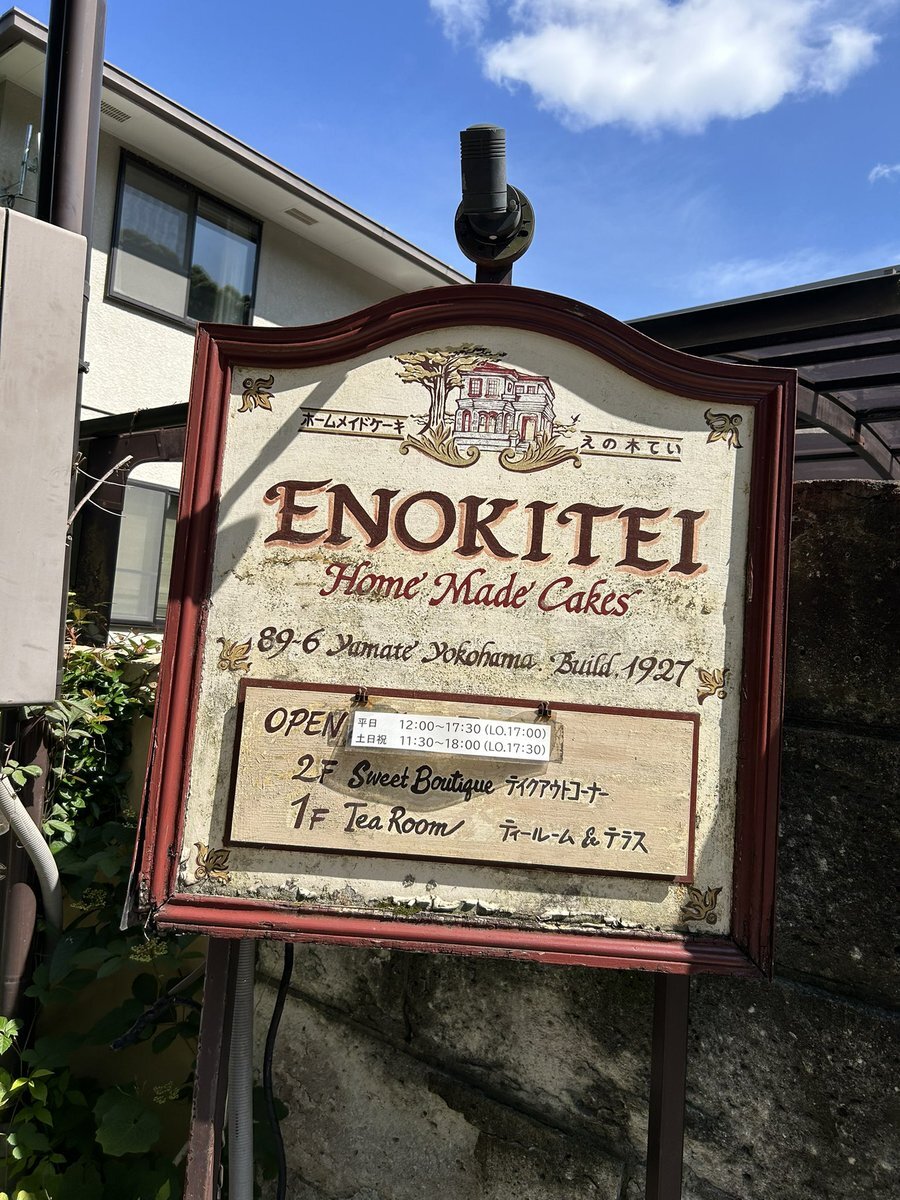 ホームメイドケーキ
えの木てい
ENOKITEI
Home Made Cakes
89-6 Yamate Yokohama. Build, 1927
OPEN
平日 12:00～17:30 (LO.17:00)
土日祝 11:30～18:00 (LO.17:30)
2F Sweet Boutique テイクアウトコーナー
1F Tea Room ティールーム & テラス